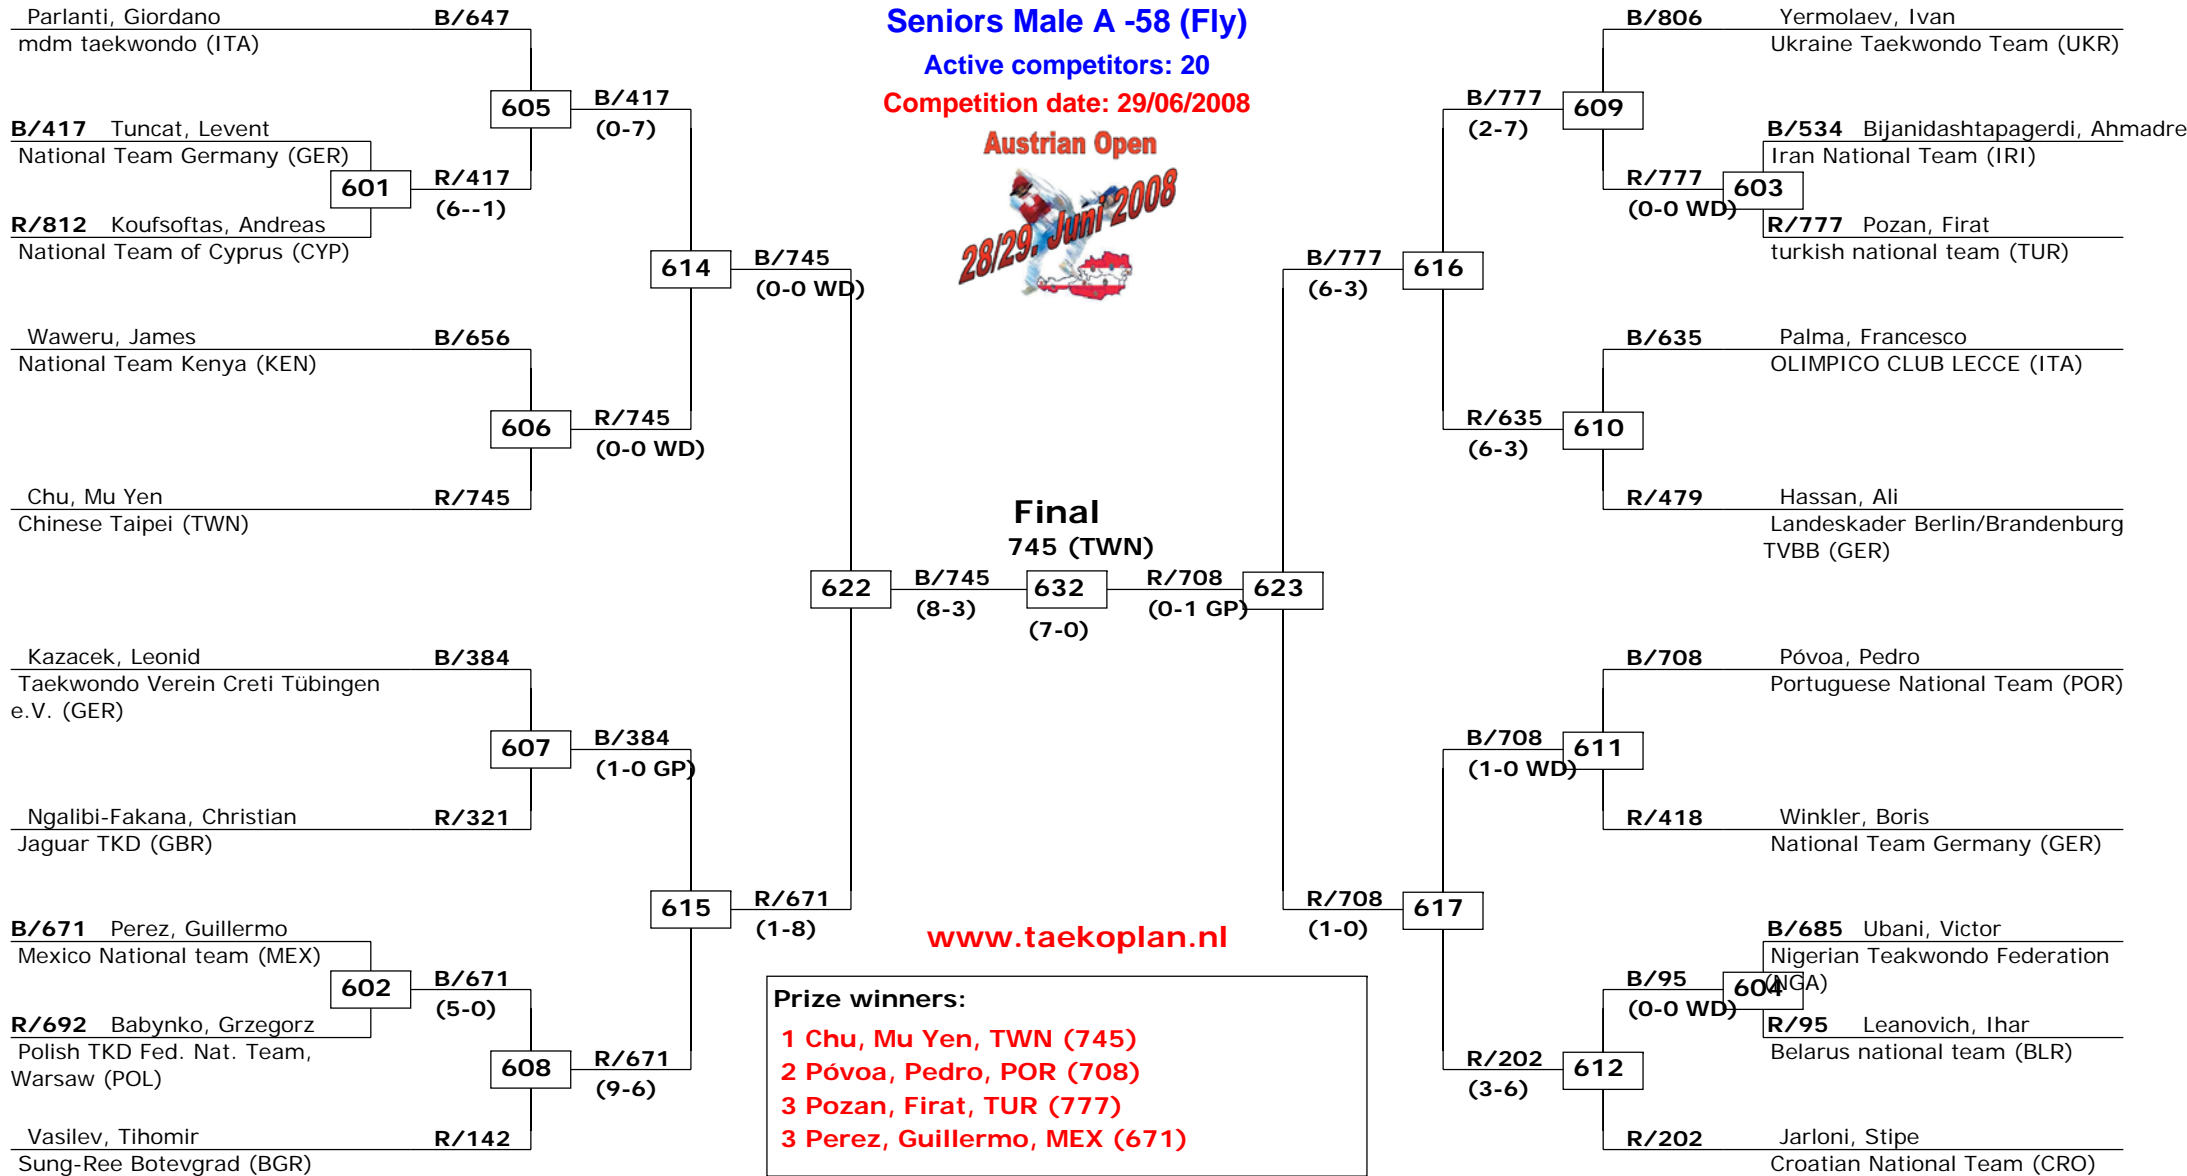 Seniors Male A -58 (Fly)
Active competitors: 20
Competition date: 29/06/2008
Austrian Open
28/29. Juni 2008
Parlanti, Giordano B/647
mdm taekwondo (ITA)
605
B/417
(0-7)
B/417 Tuncat, Levent
National Team Germany (GER)
601
R/417
(6--1)
R/812 Koufsoftas, Andreas
National Team of Cyprus (CYP)
614
B/745
(0-0 WD)
Waweru, James B/656
National Team Kenya (KEN)
606
R/745
(0-0 WD)
Chu, Mu Yen R/745
Chinese Taipei (TWN)
622
B/745
(8-3)
Kazacek, Leonid B/384
Taekwondo Verein Creti Tübingen
e.V. (GER)
607
B/384
(1-0 GP)
Ngalibi-Fakana, Christian R/321
Jaguar TKD (GBR)
615
R/671
(1-8)
B/671 Perez, Guillermo
Mexico National team (MEX)
602
B/671
(5-0)
R/692 Babynko, Grzegorz
Polish TKD Fed. Nat. Team,
Warsaw (POL)
608
R/671
(9-6)
Vasilev, Tihomir R/142
Sung-Ree Botevgrad (BGR)
Final
745 (TWN)
632
(7-0)
R/708
(0-1 GP)
623
B/806 Yermolaev, Ivan
Ukraine Taekwondo Team (UKR)
B/777
(2-7)
609
B/534 Bijanidashtapagerdi, Ahmadre
Iran National Team (IRI)
R/777
(0-0 WD)
603
R/777 Pozan, Firat
turkish national team (TUR)
B/777
(6-3)
616
B/635 Palma, Francesco
OLIMPICO CLUB LECCE (ITA)
R/635
(6-3)
610
R/479 Hassan, Ali
Landeskader Berlin/Brandenburg
TVBB (GER)
B/708 Póvoa, Pedro
Portuguese National Team (POR)
B/708
(1-0 WD)
611
R/418 Winkler, Boris
National Team Germany (GER)
R/708
(1-0)
617
B/685 Ubani, Victor
Nigerian Teakwondo Federation
(NGA)
B/95
(0-0 WD)
604
R/95 Leanovich, Ihar
Belarus national team (BLR)
R/202
(3-6)
612
R/202 Jarloni, Stipe
Croatian National Team (CRO)
www.taekoplan.nl
Prize winners:
1 Chu, Mu Yen, TWN (745)
2 Póvoa, Pedro, POR (708)
3 Pozan, Firat, TUR (777)
3 Perez, Guillermo, MEX (671)